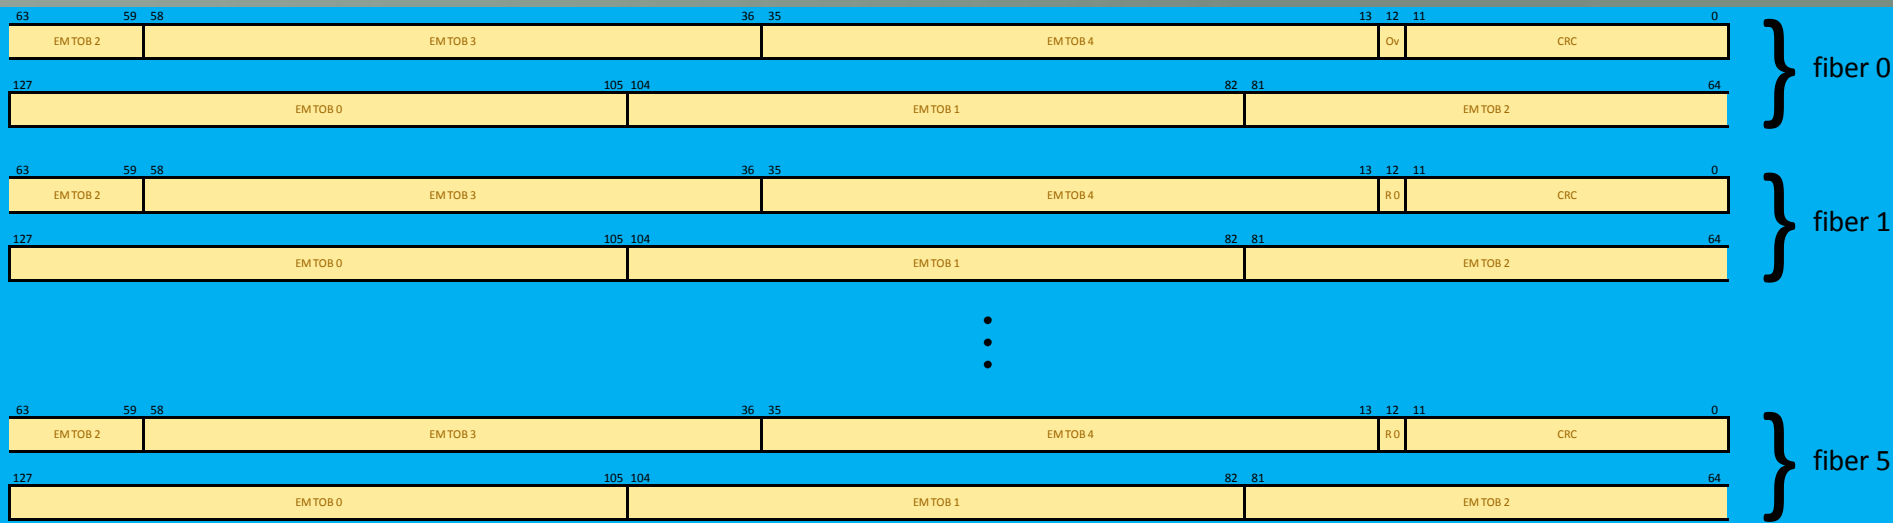 63 59 58 36 35 13 12 11 0
EM TOB 2 EM TOB 3 EM TOB 4 Ov CRC
fiber 0
127 105 104 82 81 64
EM TOB 0 EM TOB 1 EM TOB 2
63 59 58 36 35 13 12 11 0
EM TOB 2 EM TOB 3 EM TOB 4 R 0 CRC
fiber 1
127 105 104 82 81 64
EM TOB 0 EM TOB 1 EM TOB 2
63 59 58 36 35 13 12 11 0
EM TOB 2 EM TOB 3 EM TOB 4 R 0 CRC
fiber 5
127 105 104 82 81 64
EM TOB 0 EM TOB 1 EM TOB 2